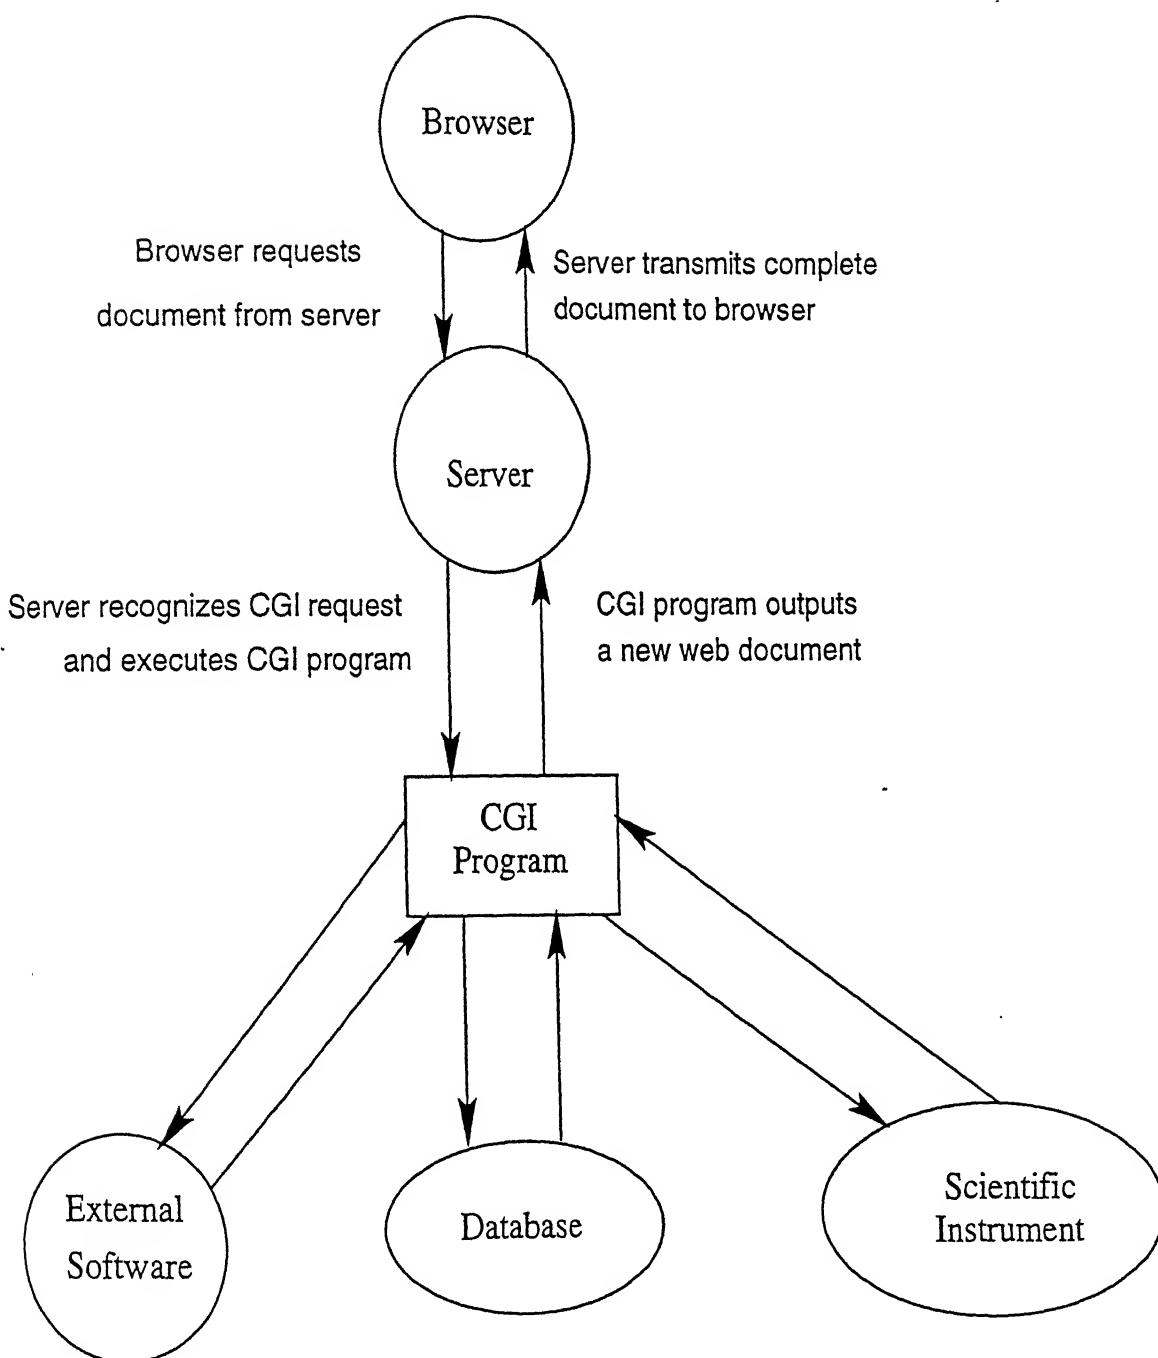 Browser
Browser requests
document from server
Server transmits complete
document to browser
Server
Server recognizes CGI request
and executes CGI program
CGI program outputs
a new web document
CGI
Program
External
Software
Database
Scientific
Instrument